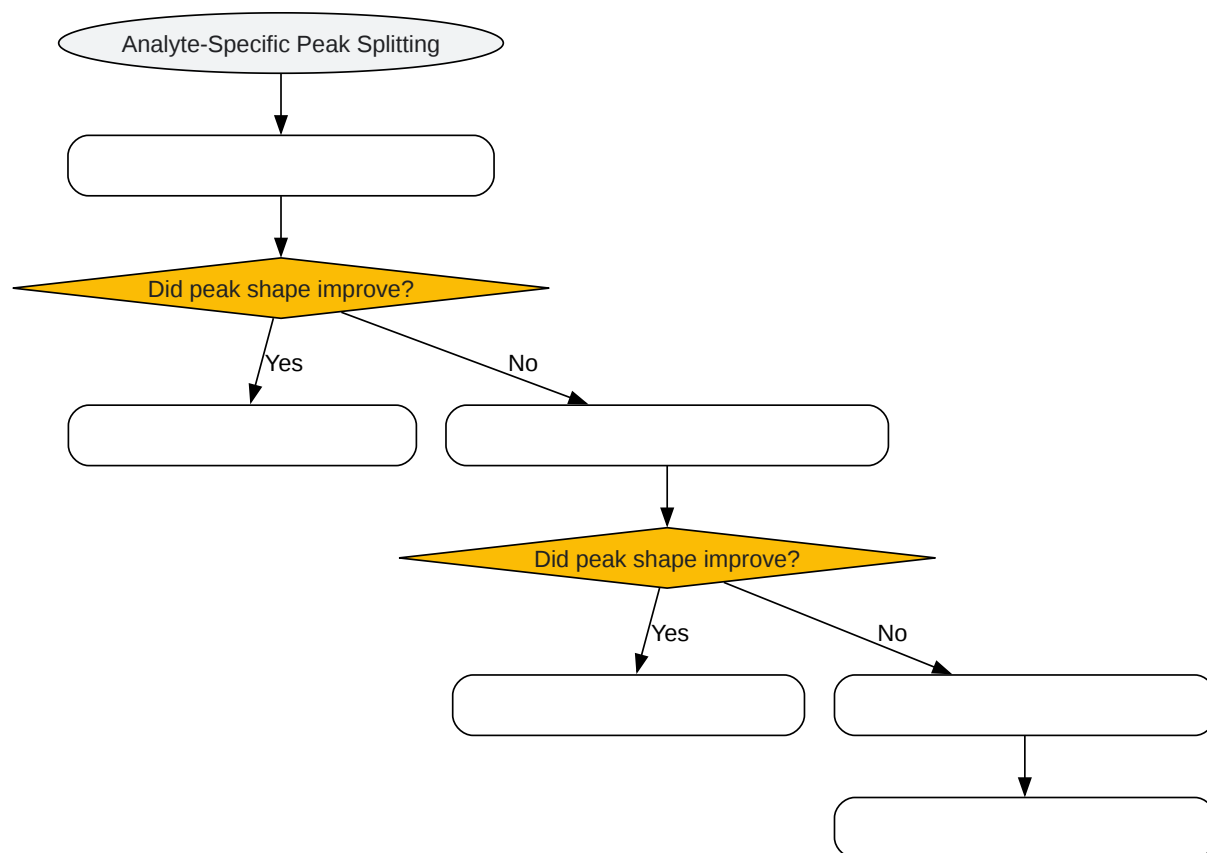 Analyte-Specific Peak Splitting
Did peak shape improve?
Yes
No
Did peak shape improve?
Yes
No